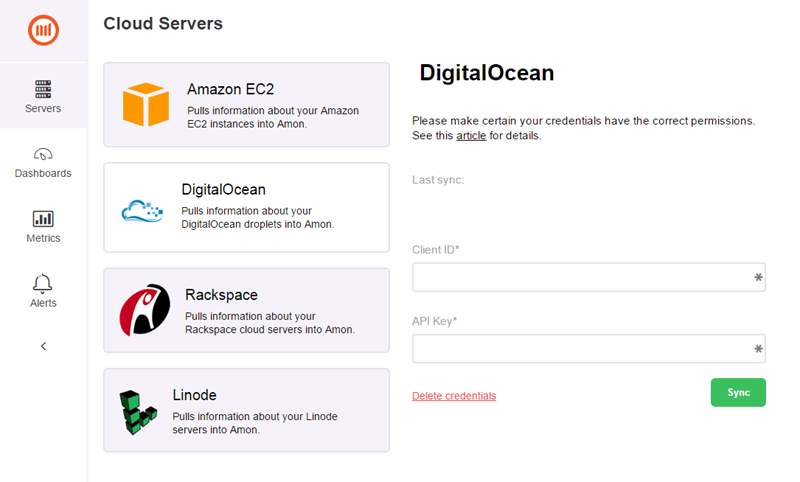 Cloud Servers
Servers
Dashboards
Metrics
Alerts
Amazon EC2
Pulls information about your Amazon
EC2 instances into Amon.
DigitalOcean
Pulls information about your
DigitalOcean droplets into Amon.
Rackspace
Pulls information about your
Rackspace cloud servers into Amon.
Linode
Pulls information about your Linode
servers into Amon.
DigitalOcean
Please make certain your credentials have the correct permissions.
See this article for details.
Last sync:
Client ID*
API Key*
Delete credentials
Sync